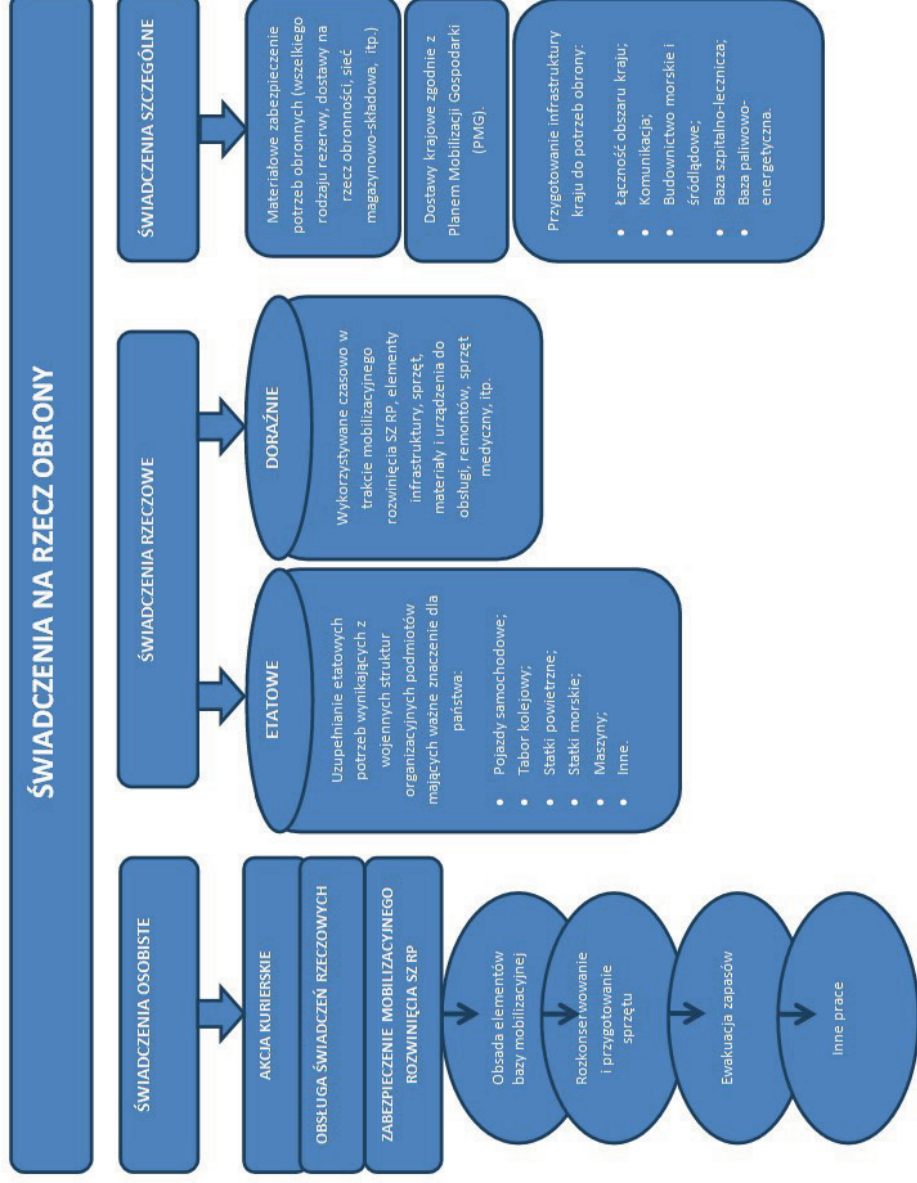 ŚWIADCZENIA NA RZECZ OBRONY
ŚWIADCZENIA OSOBISTE
AKCJA KURIERSKIE
OBSŁUGA ŚWIADCZEŃ RZECZOWYCH
ZABEZPIECZENIE MOBILIZACYJNEGO
ROZWINIĘCIA SZ RP
Obsada elementów
bazy mobilizacyjnej
Rozkonserwowanie
i przygotowanie
sprzętu
Ewakuacja zapasów
Inne prace
ŚWIADCZENIA RZECZOWE
ETATOWE
Uzupełnianie etatowych
potrzeb wynikających z
wojennych struktur
organizacyjnych podmiotów
mających ważne znaczenie dla
państwa:
• Pojazdy samochodowe;
• Tabor kolejowy;
• Statki powietrzne;
• Statki morskie;
• Maszyny;
• Inne.
DORAŹNIE
Wykorzystywane czasowo w
trakcie mobilizacyjnego
rozwinięcia SZ RP, elementy
infrastruktury, sprzęt,
materiały i urządzenia do
obsługi, remontów, sprzęt
medyczny, itp.
ŚWIADCZENIA SZCZEGÓLNE
Materiałowe zabezpieczenie
potrzeb obronnych (wszelkiego
rodzaju rezerwy, dostawy na
rzecz obronności, sieć
magazynowo-składowa, itp.)
Dostawy krajowe zgodnie z
Planem Mobilizacji Gospodarki
(PMG).
Przygotowanie infrastruktury
kraju do potrzeb obrony:
• Łączność obszaru kraju;
• Komunikacja;
• Budownictwo morskie i
śródlądowe;
• Baza szpitalno-lecznicza;
• Baza paliwowo-
energetyczna.